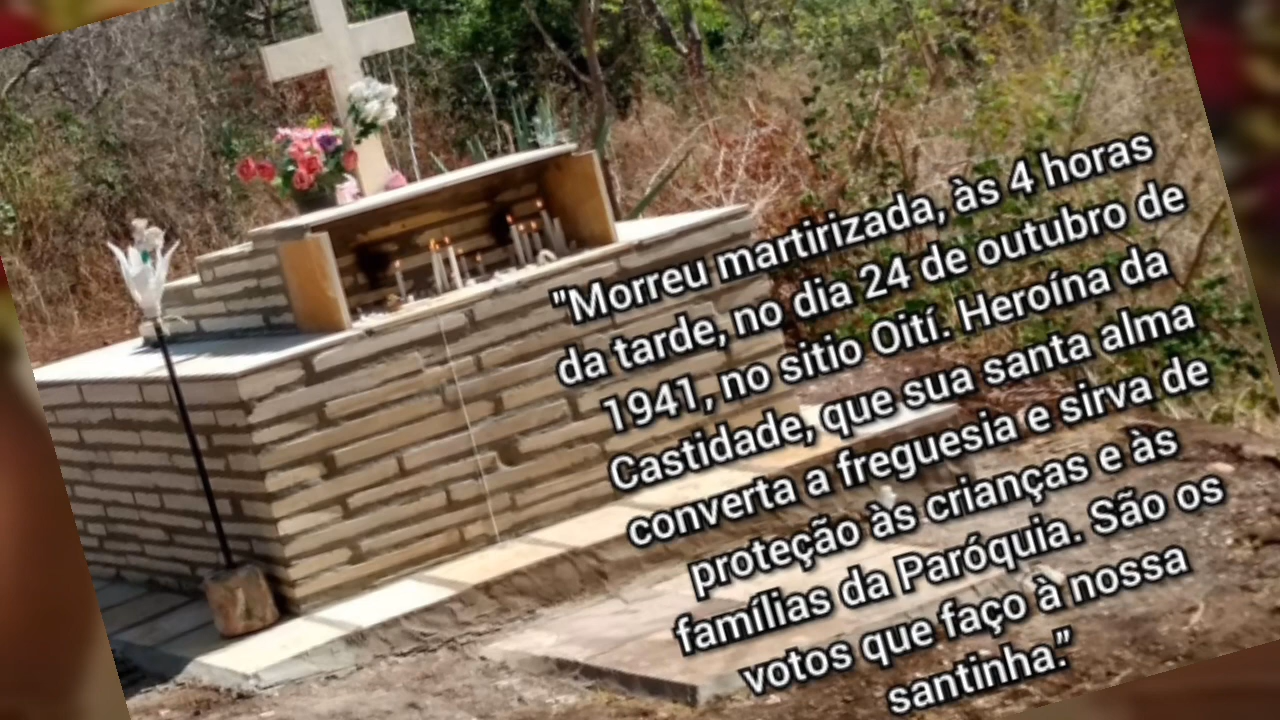 "Morreu martirizada, às 4 horas
da tarde, no dia 24 de outubro de
1941, no sitio Oití. Heroína da
Castidade, que sua santa alma
converta a freguesia e sirva de
proteção às crianças e às
famílias da Paróquia. São os
votos que faço à nossa
santinha.”